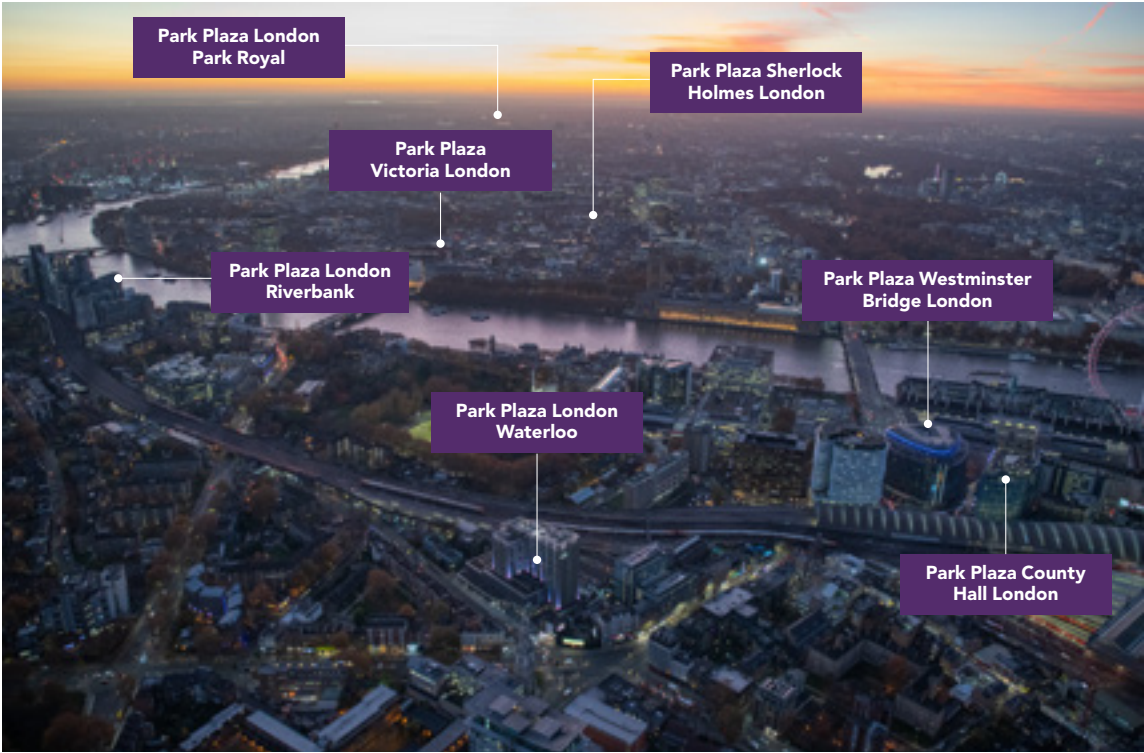 Park Plaza London
Park Royal
Park Plaza Sherlock
Holmes London
Park Plaza
Victoria London
Park Plaza London
Riverbank
Park Plaza Westminster
Bridge London
Park Plaza London
Waterloo
Park Plaza County
Hall London